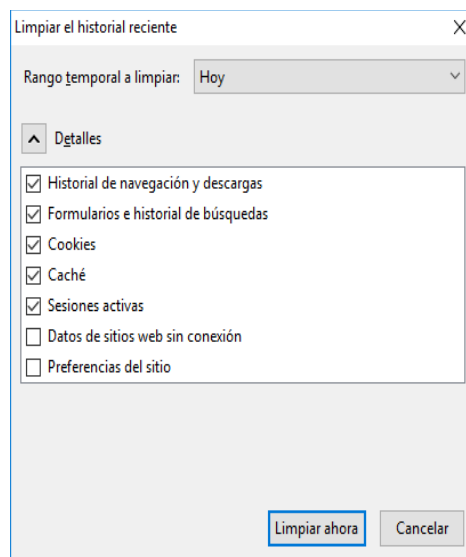 Limpiar el historial reciente
Rango temporal a limpiar: Hoy
Detalles
Historial de navegación y descargas
Formularios e historial de búsquedas
Cookies
Caché
Sesiones activas
Datos de sitios web sin conexión
Preferencias del sitio
Limpiar ahora Cancelar